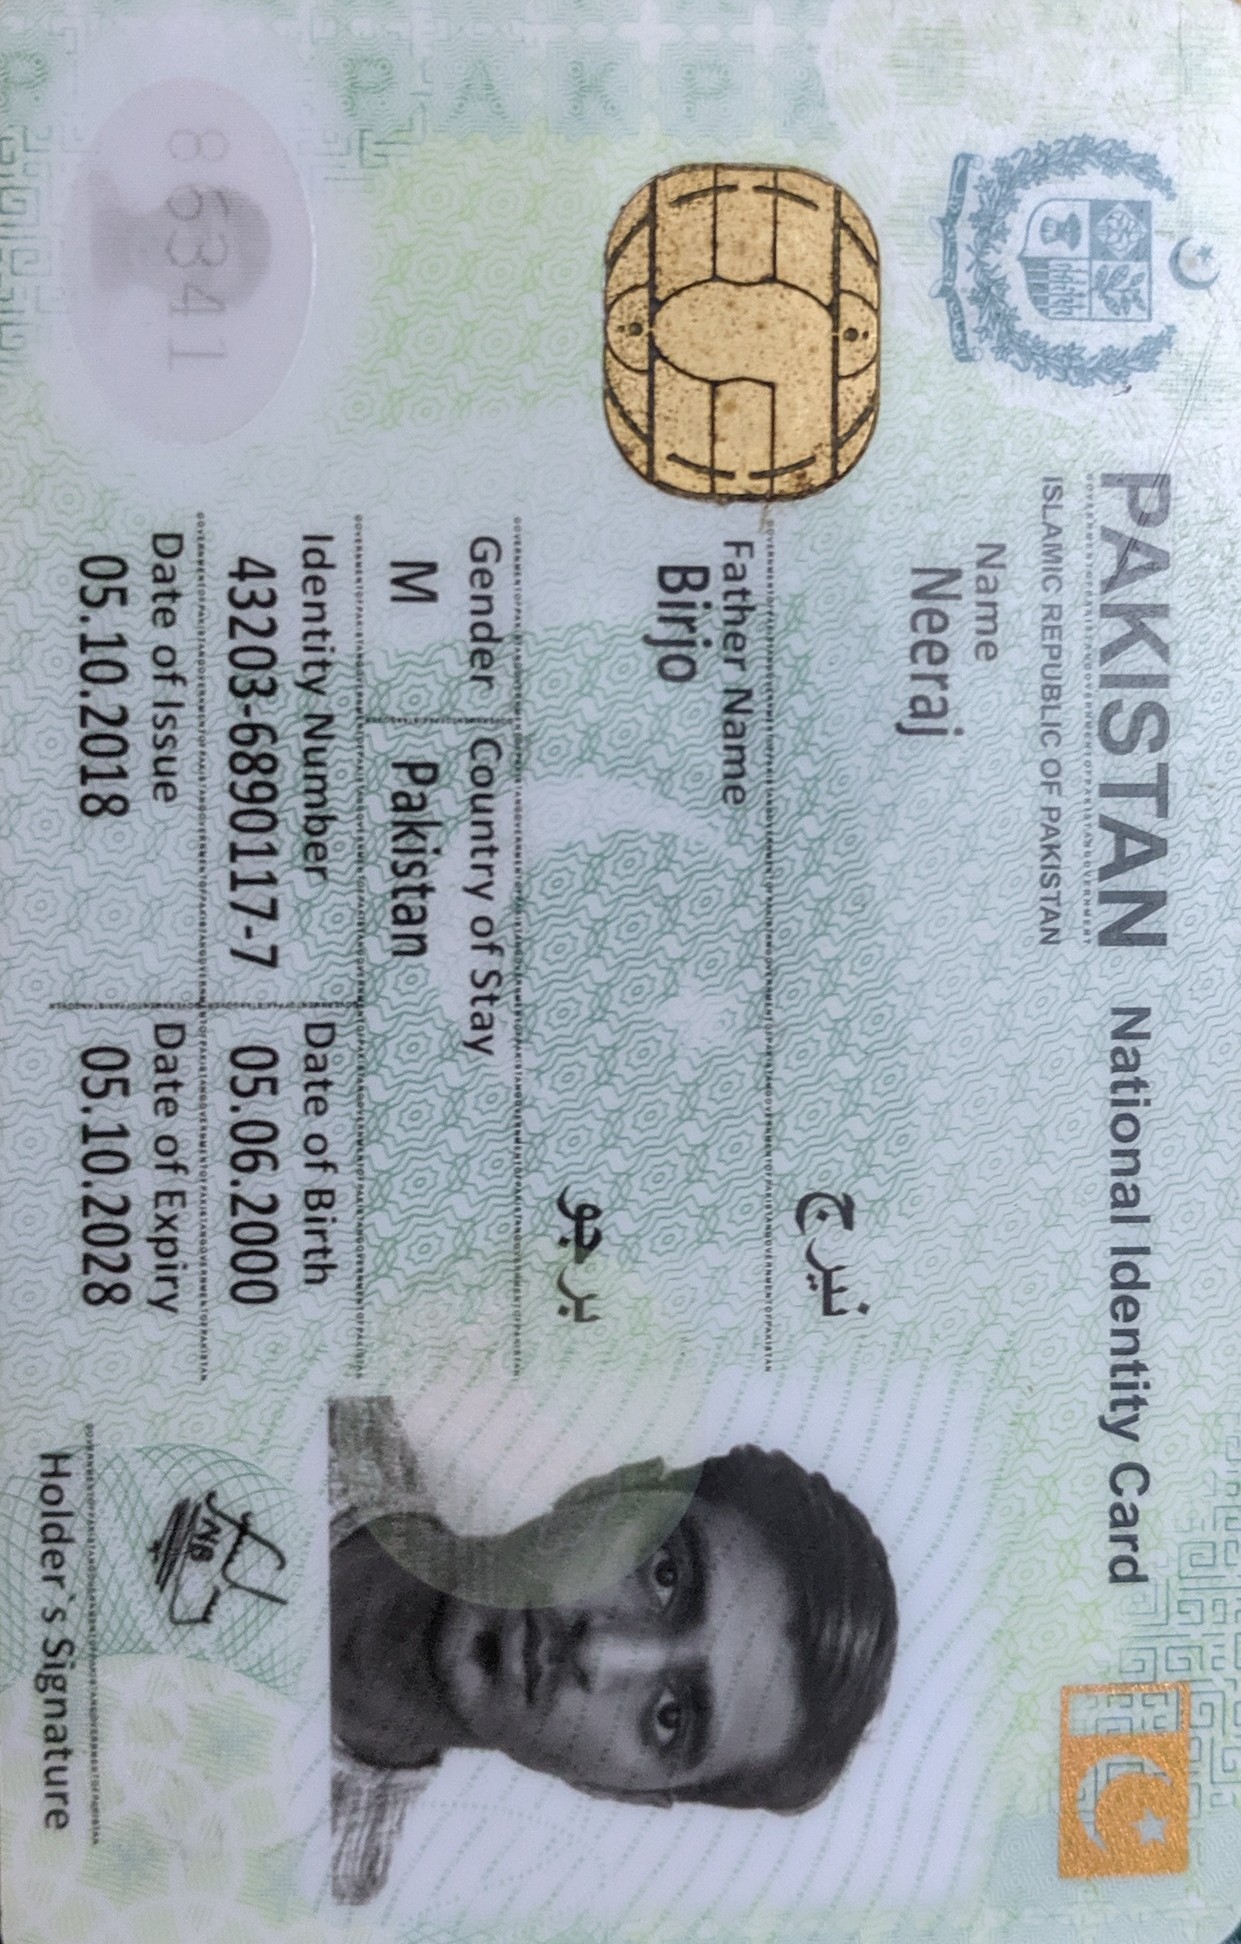 PAKISTAN National Identity Card
ISLAMIC REPUBLIC OF PAKISTAN
Name
Neeraj
نیرج
Father Name
Birjo
برجو
Gender Country of Stay
M Pakistan
Identity Number Date of Birth
43203-6890117-7 05.06.2000
86341
Date of Issue Date of Expiry
05.10.2018 05.10.2028
NB
Holder`s Signature